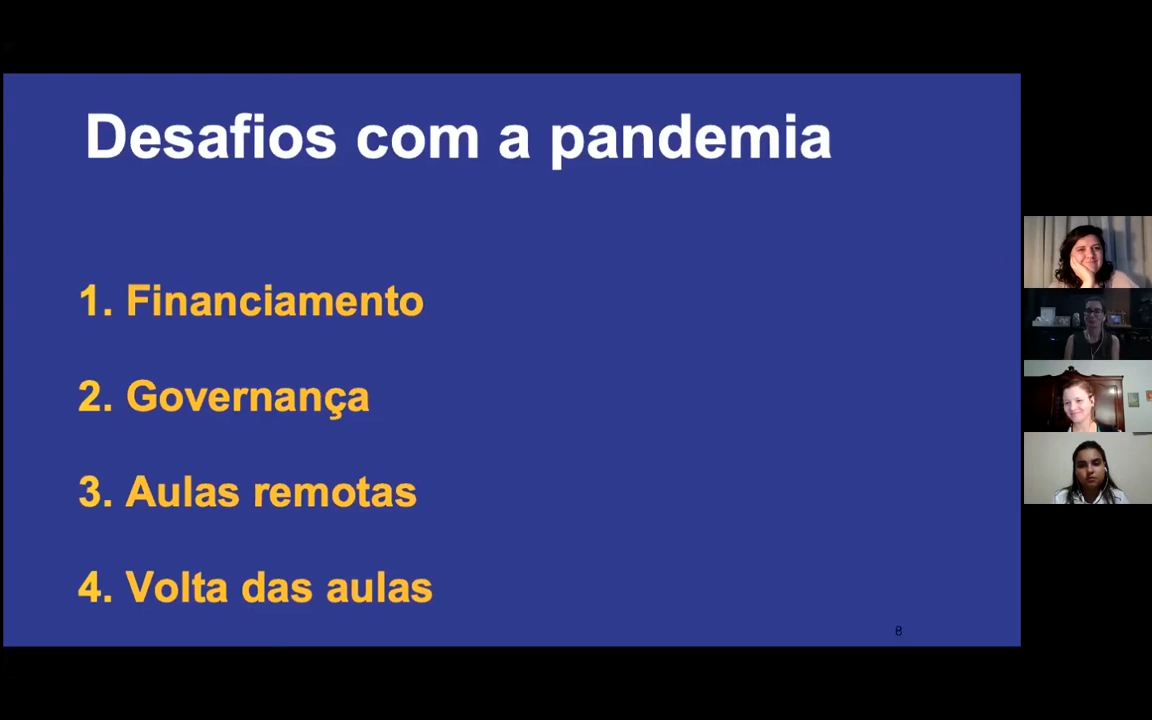 Desafios com a pandemia
1. Financiamento
2. Governança
3. Aulas remotas
4. Volta das aulas
8